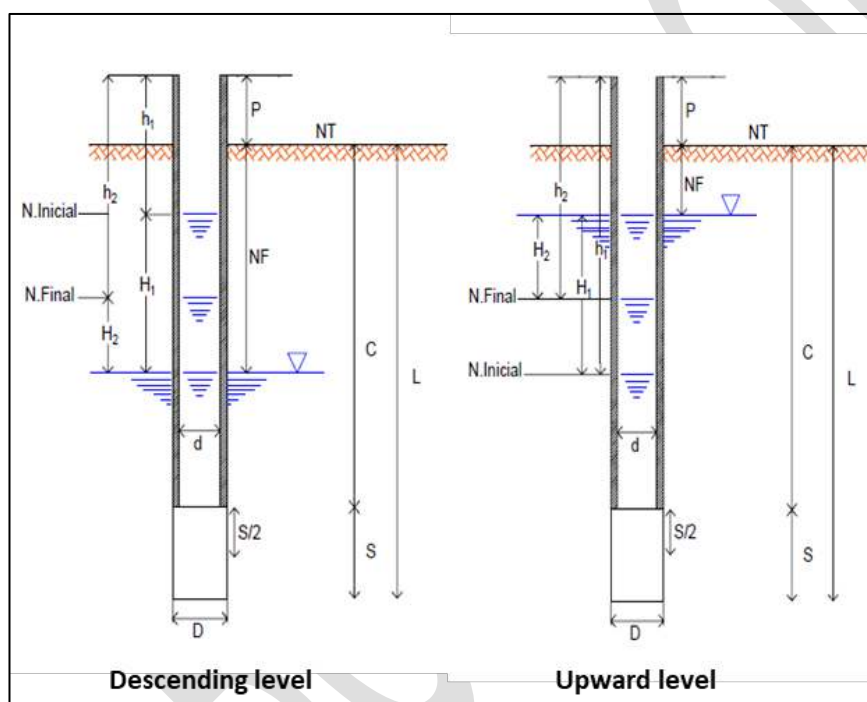 P
NT
h₁
h₂
N.Inicial
NF
H₁
N.Final
H₂
C
L
d
S/2
S
D
Descending level
P
NT
NF
h₂
H₂
h₁
H₁
N.Final
N.Inicial
C
L
d
S/2
S
D
Upward level